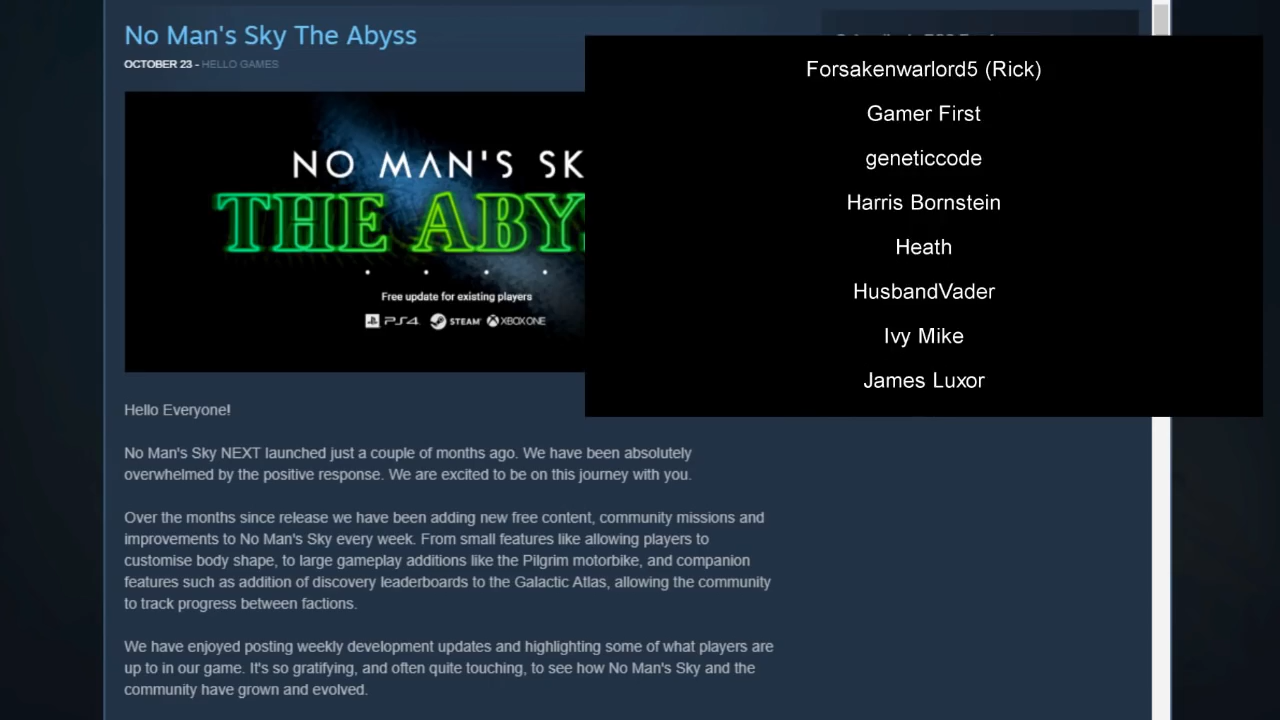 No Man's Sky The Abyss
OCTOBER 23 - HELLO GAMES
NO MAN'S SK
THE ABY
Free update for existing players
PS4 STEAM XBOX ONE
Forsakenwarlord5 (Rick)
Gamer First
geneticcode
Harris Bornstein
Heath
HusbandVader
Ivy Mike
James Luxor
Hello Everyone!
No Man's Sky NEXT launched just a couple of months ago. We have been absolutely
overwhelmed by the positive response. We are excited to be on this journey with you.
Over the months since release we have been adding new free content, community missions and
improvements to No Man's Sky every week. From small features like allowing players to
customise body shape, to large gameplay additions like the Pilgrim motorbike, and companion
features such as addition of discovery leaderboards to the Galactic Atlas, allowing the community
to track progress between factions.
We have enjoyed posting weekly development updates and highlighting some of what players are
up to in our game. It's so gratifying, and often quite touching, to see how No Man's Sky and the
community have grown and evolved.